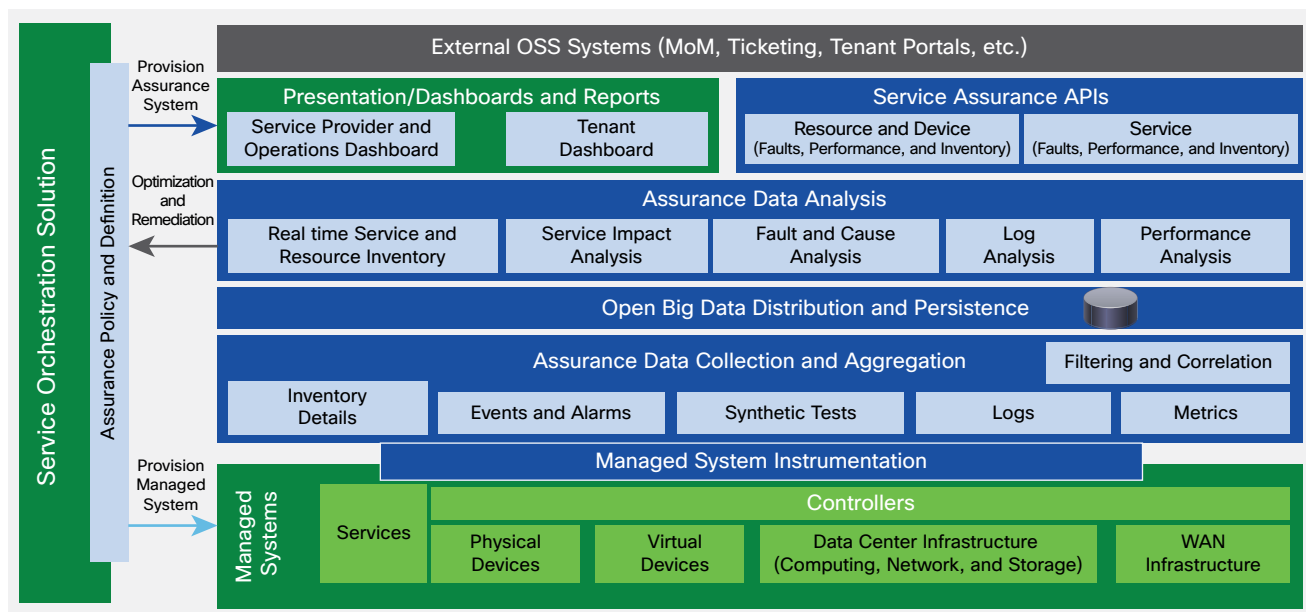 Service Orchestration Solution
Assurance Policy and Definition
Provision
Assurance
System
Optimization
and
Remediation
Provision
Managed
System
External OSS Systems (MoM, Ticketing, Tenant Portals, etc.)
Presentation/Dashboards and Reports
Service Provider and
Operations Dashboard
Tenant
Dashboard
Service Assurance APIs
Resource and Device
(Faults, Performance, and Inventory)
Service
(Faults, Performance, and Inventory)
Assurance Data Analysis
Real time Service and
Resource Inventory
Service Impact
Analysis
Fault and Cause
Analysis
Log
Analysis
Performance
Analysis
Open Big Data Distribution and Persistence
Assurance Data Collection and Aggregation
Filtering and Correlation
Inventory
Details
Events and Alarms
Synthetic Tests
Logs
Metrics
Managed System Instrumentation
Managed
Systems
Services
Controllers
Physical
Devices
Virtual
Devices
Data Center Infrastructure
(Computing, Network, and Storage)
WAN
Infrastructure